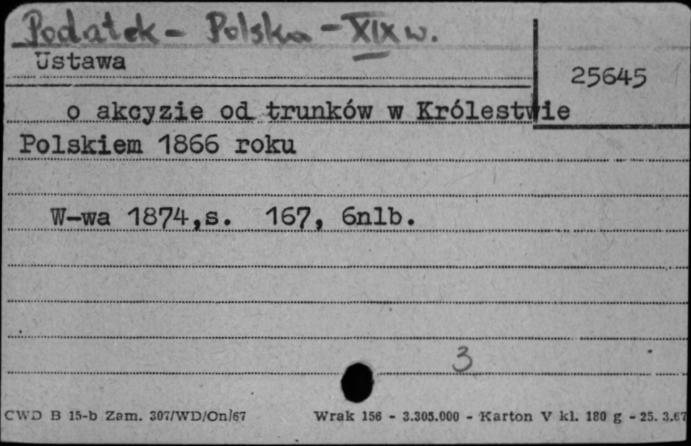 Podatek - Polska - XIX w.
Ustawa
25645
o akcyzie od trunków w Królestwie
Polskiem 1866 roku
W-wa 1874,s. 167, 6nlb.
3
CWD B 15-b Zam. 307/WD/On/67 Wrak 156 - 3.305.000 - Karton V kl. 180 g - 25. 3.67